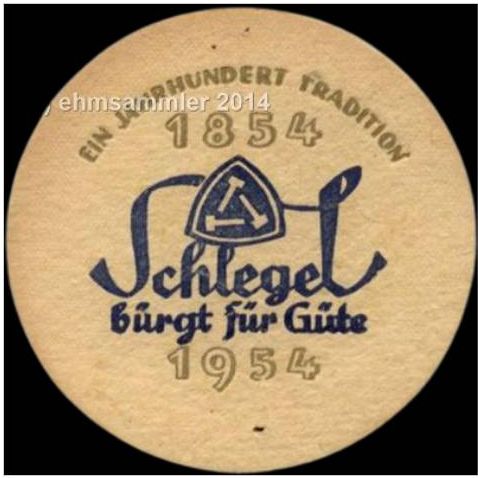 ehmsammler 2014
EIN JAHRHUNDERT TRADITION
1854
Schlegel
bürgt für Güte
1954